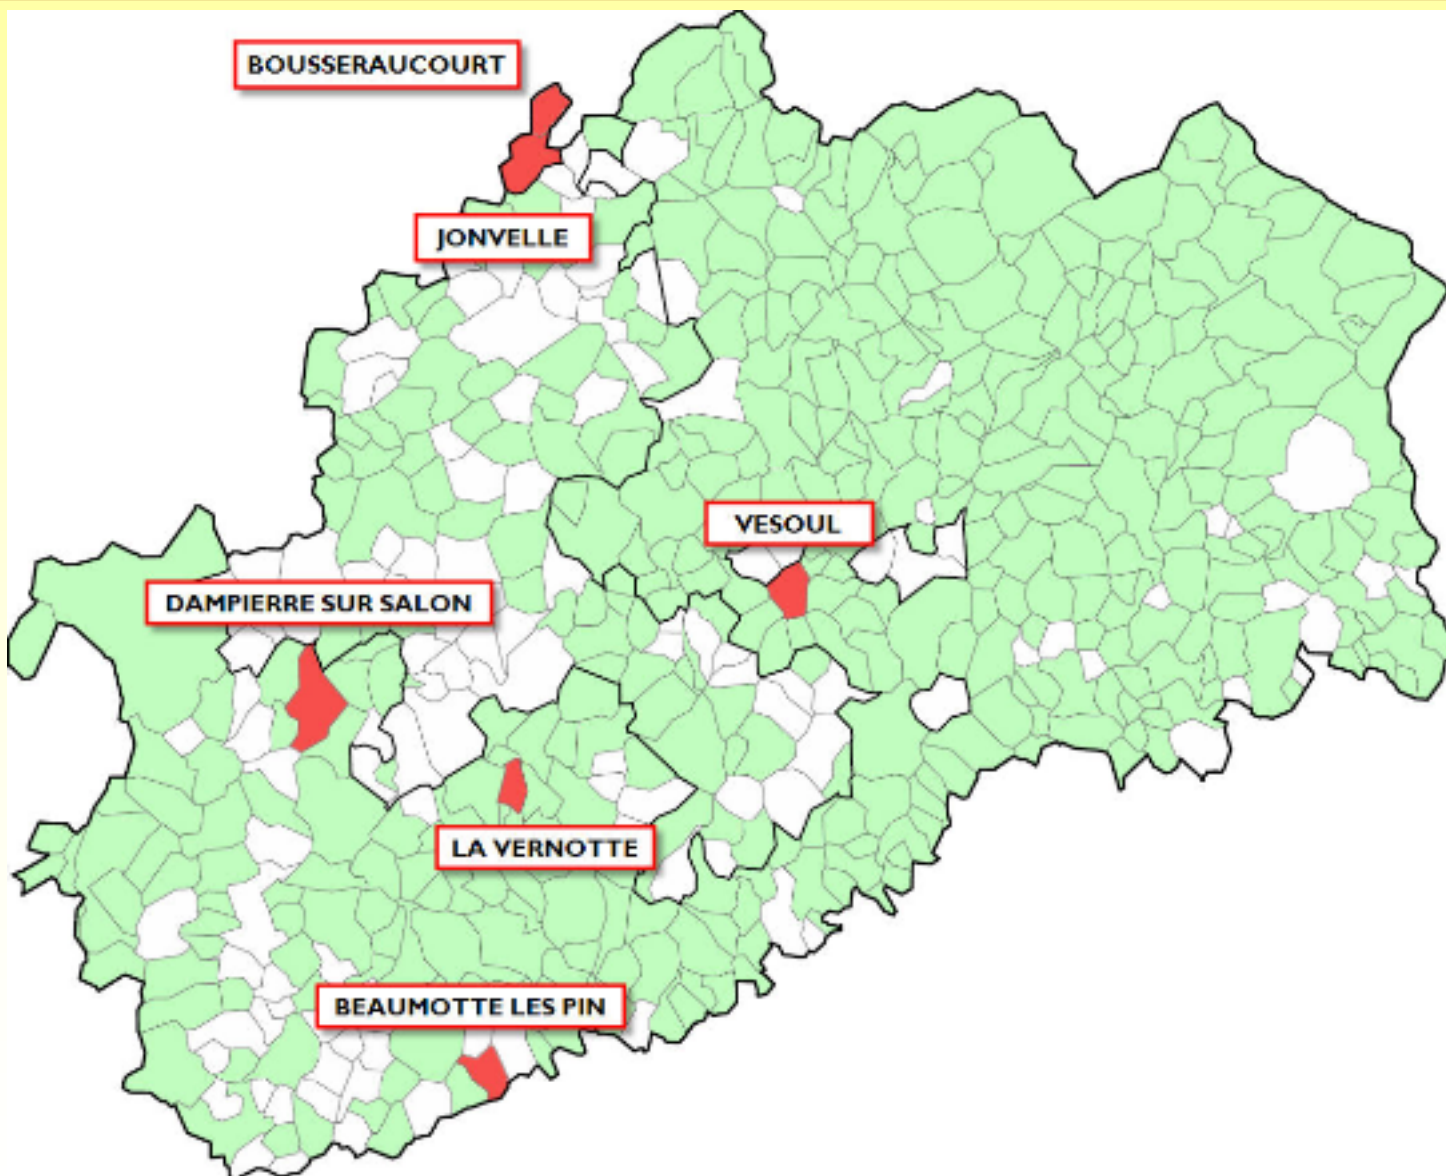 BOUSSERAUCOURT
JONVELLE
VESOUL
DAMPIERRE SUR SALON
LA VERNOTTE
BEAUMOTTE LES PIN